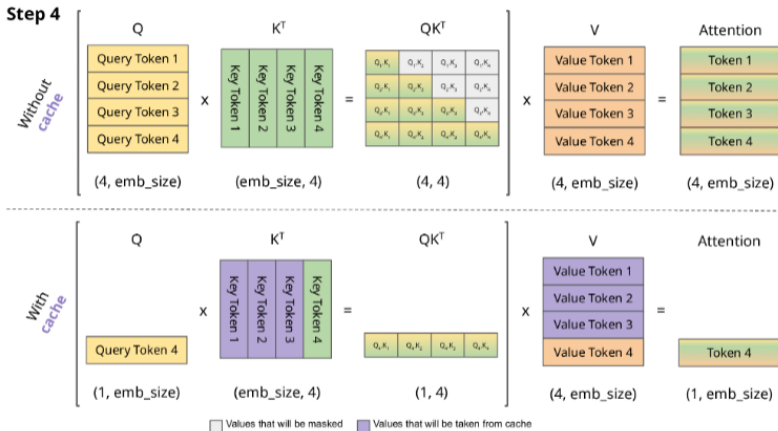 Step 4
Without
cache
Q
Kᵀ
QKᵀ
V
Attention
Query Token 1
Query Token 2
Query Token 3
Query Token 4
x
Key Token 1
Key Token 2
Key Token 3
Key Token 4
=
x
Value Token 1
Value Token 2
Value Token 3
Value Token 4
=
Token 1
Token 2
Token 3
Token 4
(4, emb_size)
(emb_size, 4)
(4, 4)
(4, emb_size)
(4, emb_size)
With
cache
Q
Kᵀ
QKᵀ
V
Attention
Query Token 4
x
Key Token 1
Key Token 2
Key Token 3
Key Token 4
=
x
Value Token 1
Value Token 2
Value Token 3
Value Token 4
=
Token 4
(1, emb_size)
(emb_size, 4)
(1, 4)
(4, emb_size)
(1, emb_size)
Values that will be masked
Values that will be taken from cache